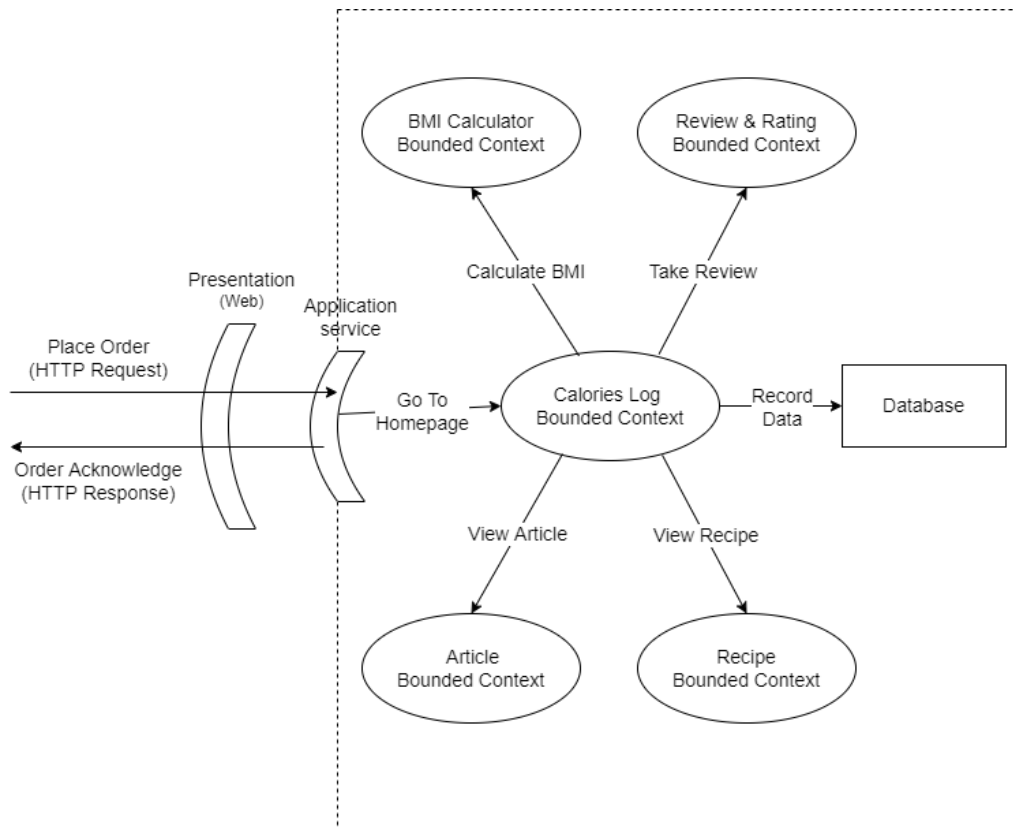 BMI Calculator
Bounded Context
Review & Rating
Bounded Context
Calculate BMI
Take Review
Presentation
(Web)
Application
service
Place Order
(HTTP Request)
Go To
Homepage
Calories Log
Bounded Context
Record
Data
Database
Order Acknowledge
(HTTP Response)
View Article
View Recipe
Article
Bounded Context
Recipe
Bounded Context